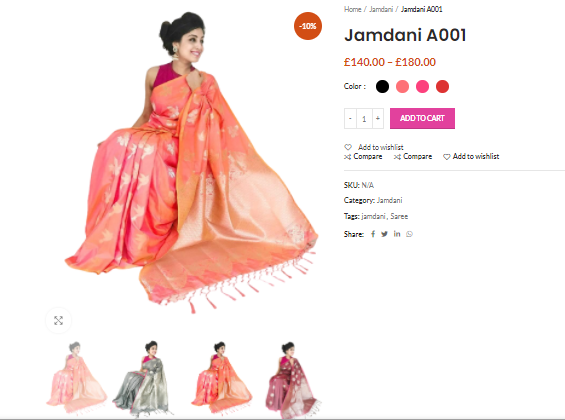 -10%
Home / Jamdani / Jamdani A001
Jamdani A001
£140.00 – £180.00
Color :
- 1 +
ADD TO CART
Add to wishlist
Compare Compare Add to wishlist
SKU: N/A
Category: Jamdani
Tags: jamdani, Saree
Share: